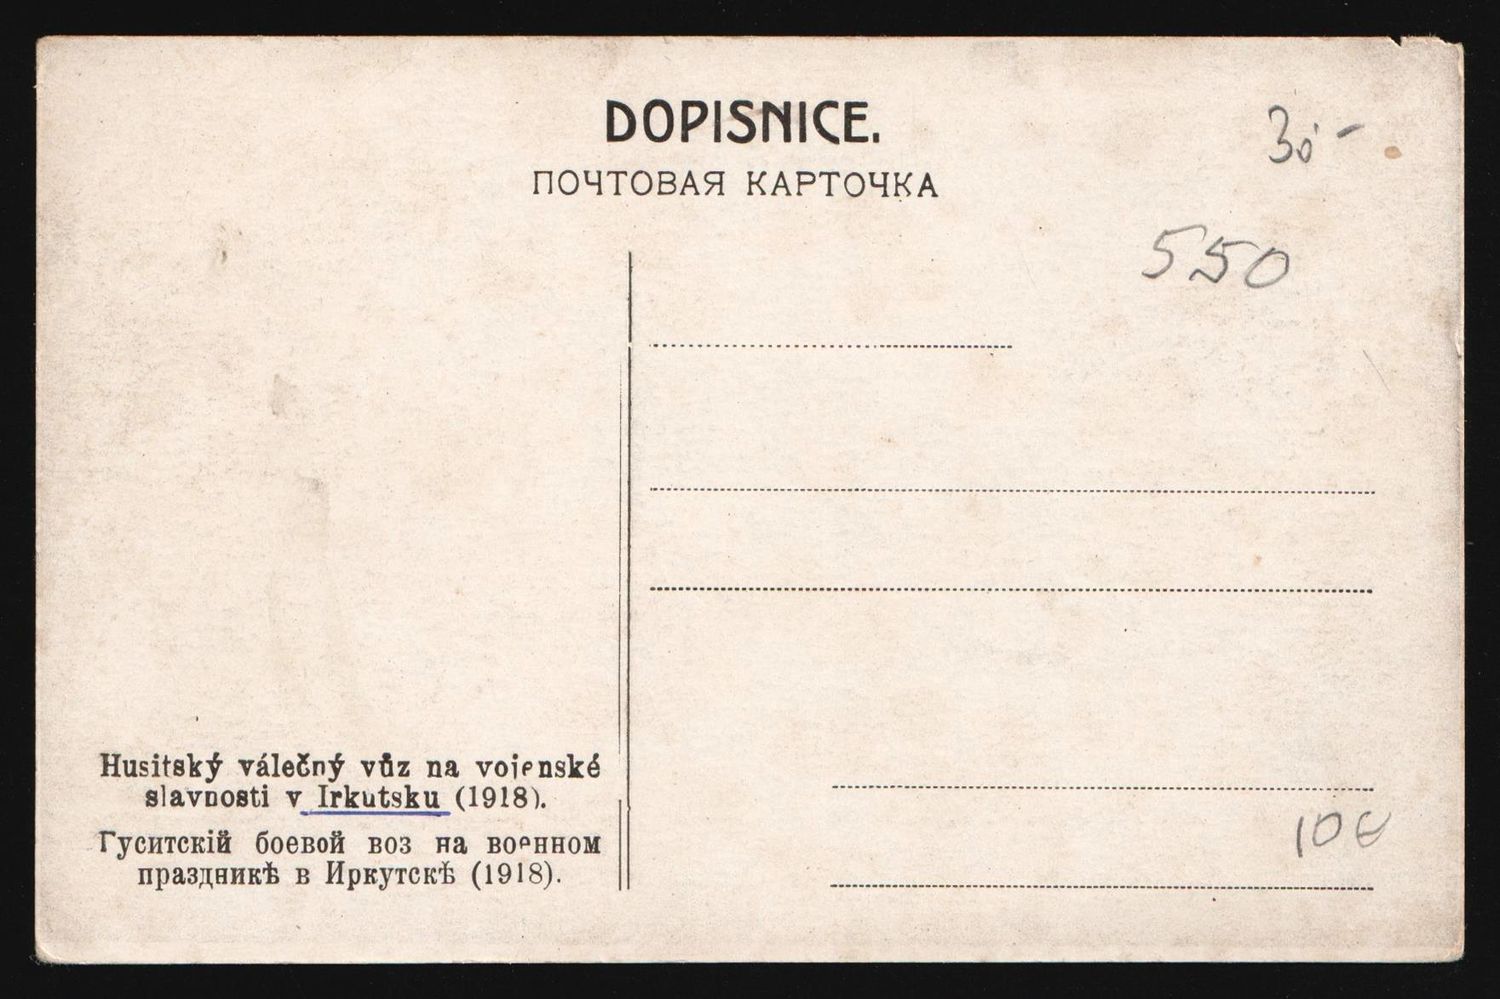 DOPISNICE.
ПОЧТОВАЯ КАРТОЧКА
30 -
550
Husitský válečný vůz na vojenské
slavnosti v Irkutsku (1918).
Гуситскій боевой воз на военном
праздникѣ в Иркутскѣ (1918).
10€